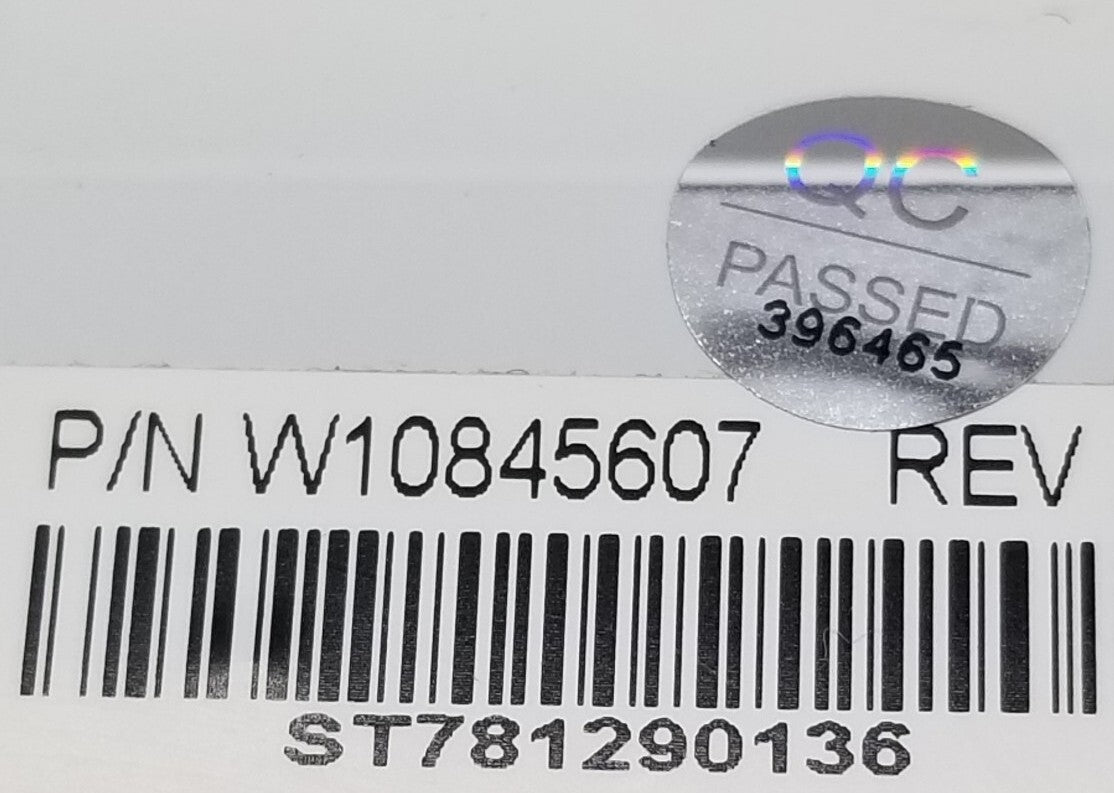 QC
PASSED
396465
P/N W10845607 REV
ST781290136